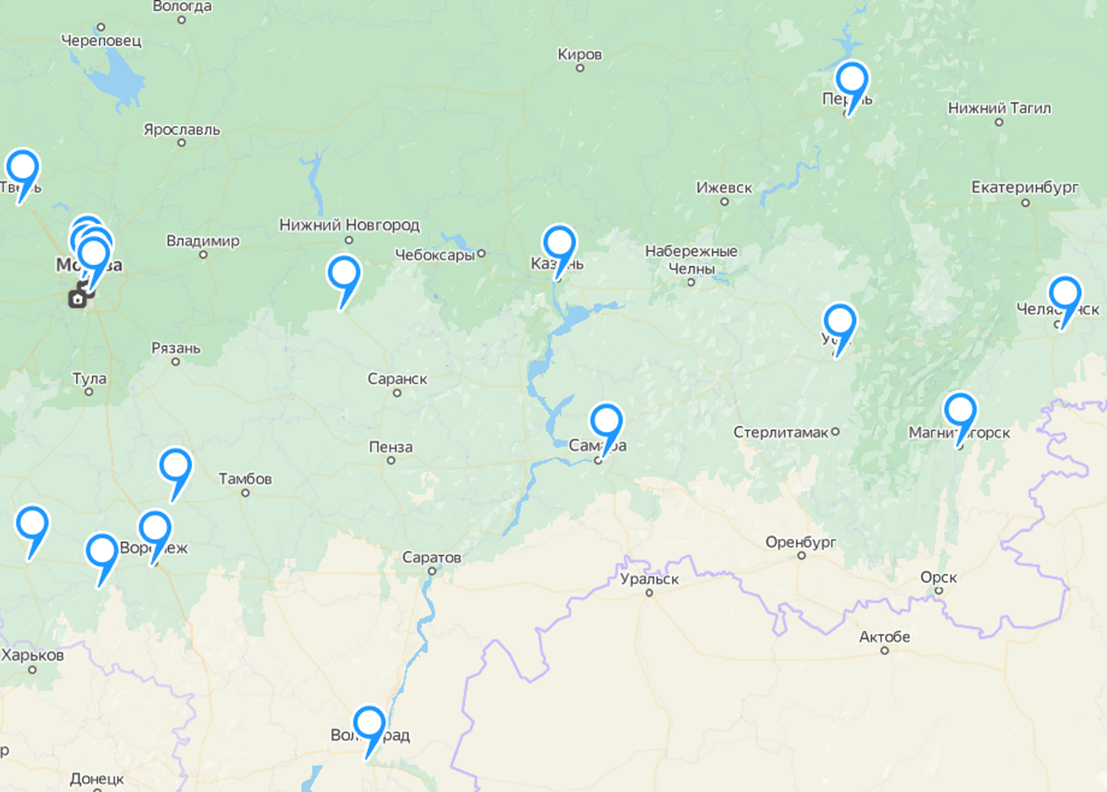 Вологда
Череповец
Киров
Пермь
Нижний Тагил
Ярославль
Тверь
Ижевск
Екатеринбург
Нижний Новгород
Владимир
Чебоксары
Казань
Набережные
Челны
Москва
Челябинск
Уфа
Рязань
Тула
Саранск
Стерлитамак
Магнитогорск
Пенза
Самара
Тамбов
Воронеж
Саратов
Оренбург
Уральск
Орск
Актобе
Харьков
Волгоград
р
Донецк